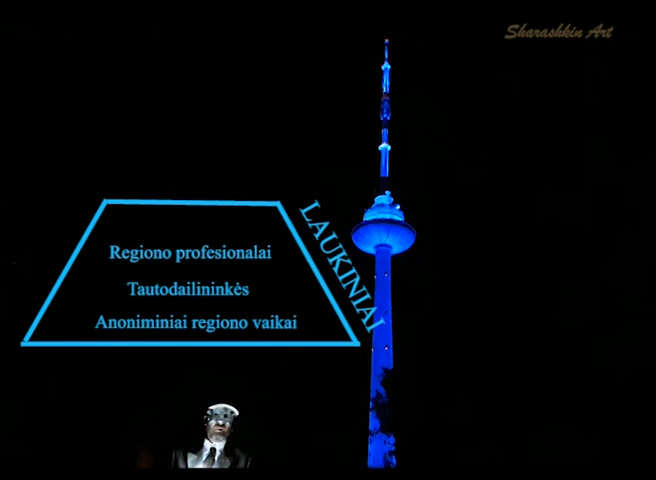 Sharashkin Art
LAUKINIAI
Regiono profesionalai
Tautodailininkės
Anoniminiai regiono vaikai